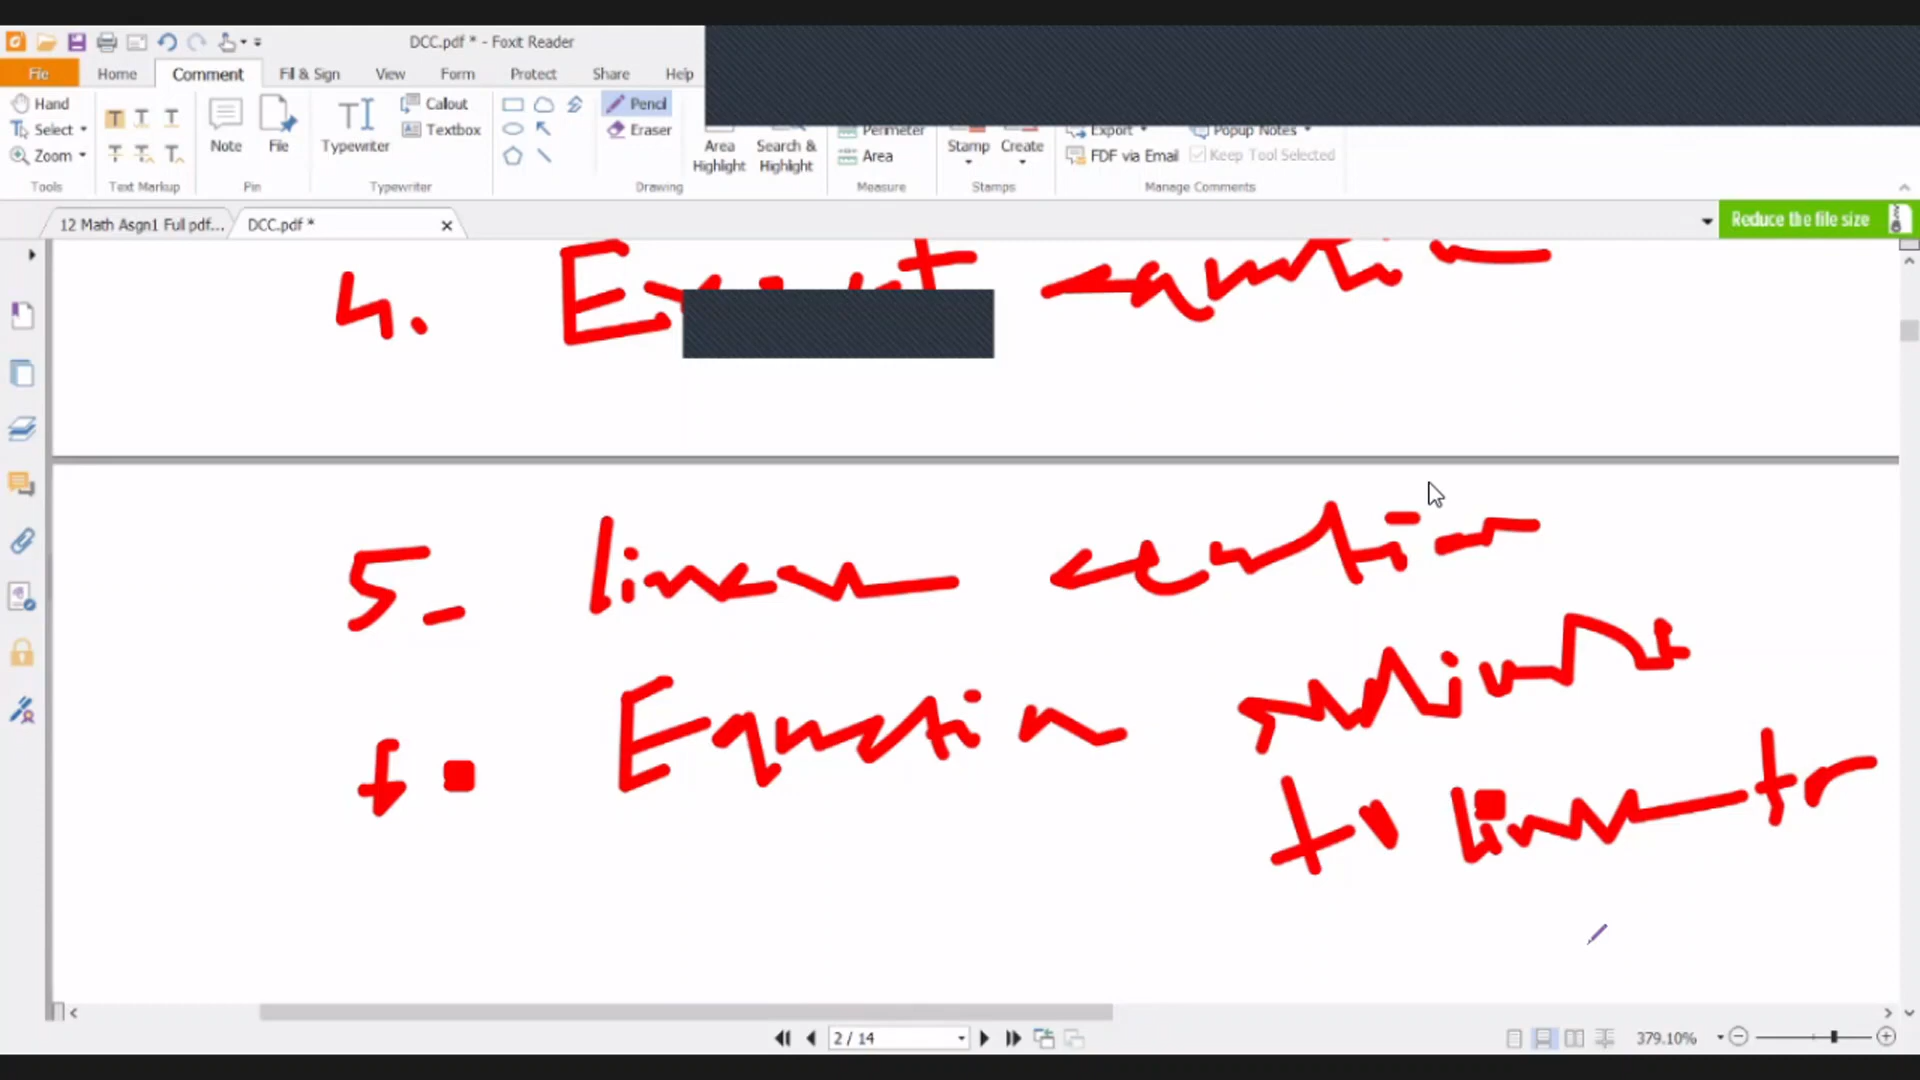 DCC.pdf * - Foxit Reader
File Home Comment Fil & Sign View Form Protect Share Help
Hand
Select
Zoom
Tools
Text Markup
Note
File
Pin
Typewriter
Callout
Textbox
Typewriter
Pencil
Eraser
Drawing
Area Highlight
Search & Highlight
Perimeter
Area
Measure
Stamp
Create
Stamps
Export
FDF via Email
Popup Notes
Keep Tool Selected
Manage Comments
12 Math Asgn1 Full pdf...
DCC.pdf *
Reduce the file size
4. equation
5. linear equation
6. Equation
to linear
2 / 14
379.10%